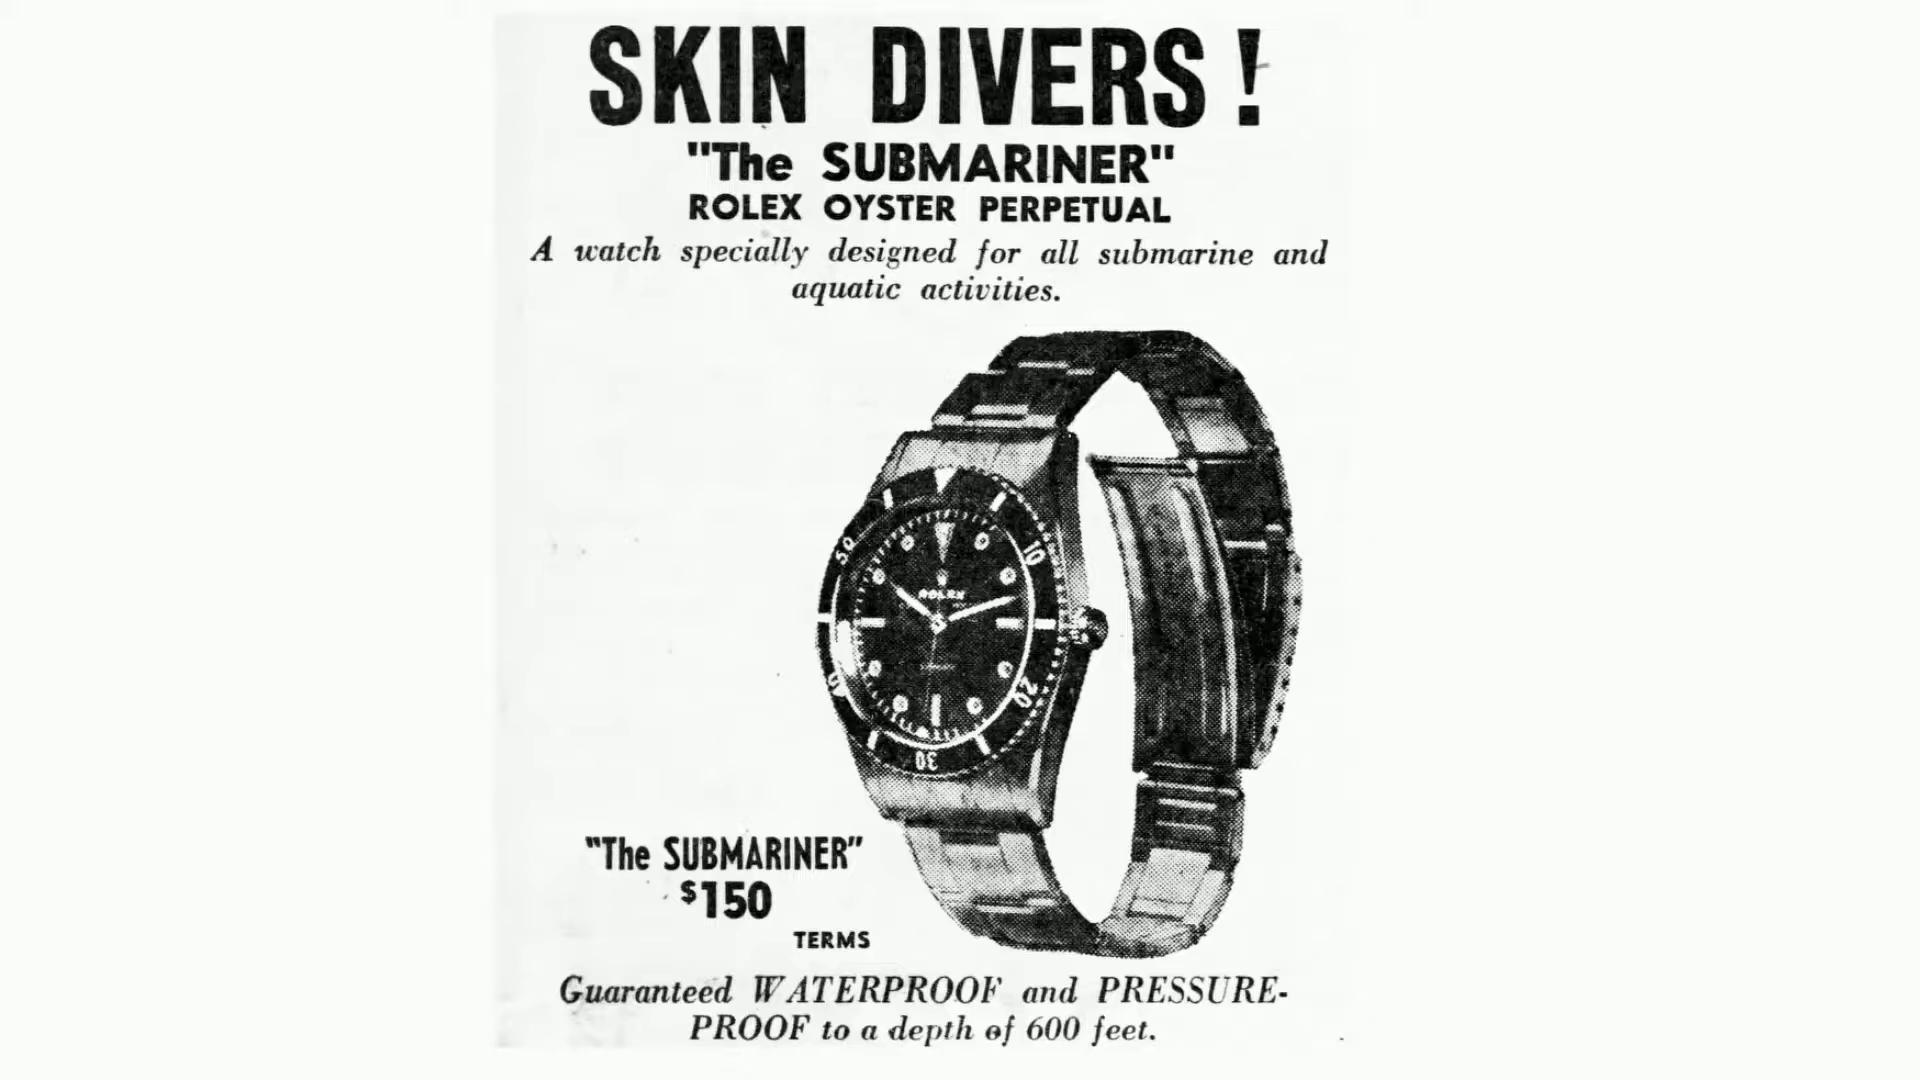 SKIN DIVERS!
"The SUBMARINER"
ROLEX OYSTER PERPETUAL
A watch specially designed for all submarine and
aquatic activities.
10
50
ROLEX
40
20
30
"The SUBMARINER"
$150
TERMS
Guaranteed WATERPROOF and PRESSURE-
PROOF to a depth of 600 feet.